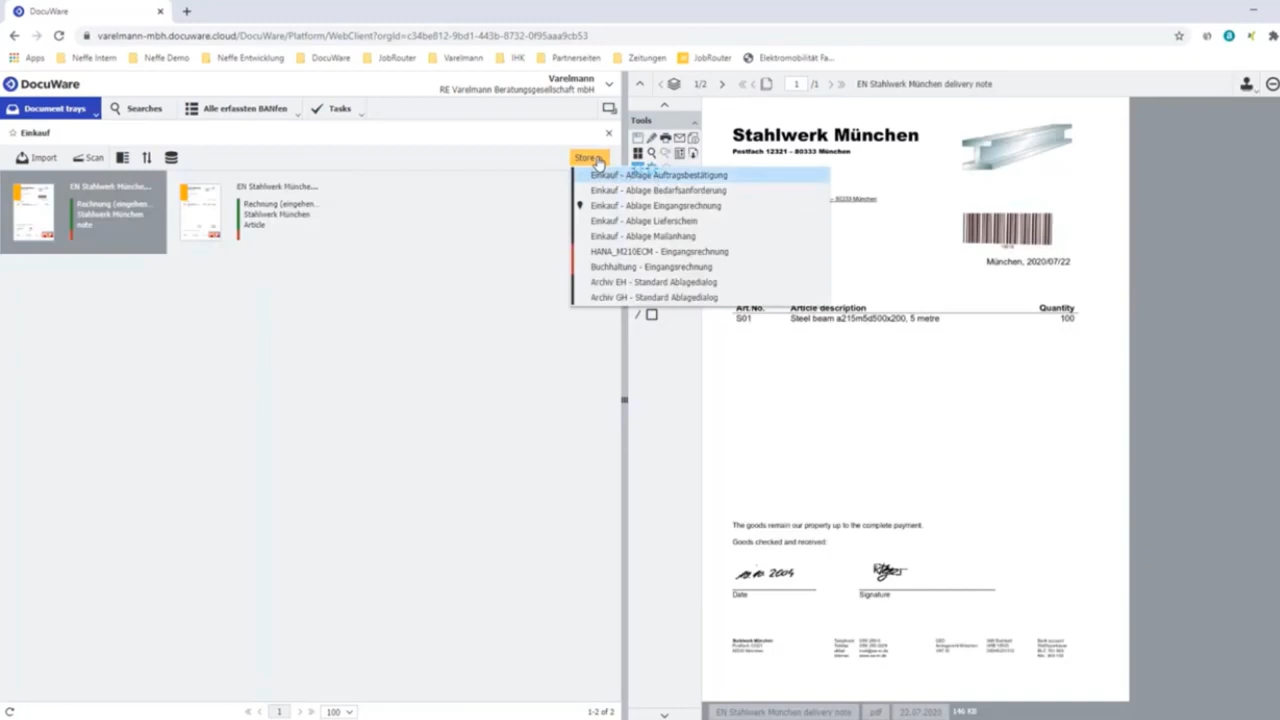 DocuWare
varelmann-mbh.docuware.cloud/DocuWare/Platform/WebClient?orgId=c34be812-9bd1-443b-8732-0f95aaa9cb53
Apps Neffe Intern Neffe Demo Neffe Entwicklung DocuWare JobRouter Varelmann IHK Partnerseiten Zeitungen JobRouter Elektromobilität Fa...
DocuWare
Varelmann
RE Varelmann Beratungsgesellschaft mbH
Document trays Searches Alle erfassten BANfen Tasks
Einkauf
Import Scan
Store
EN Stahlwerk Münche...
Rechnung (eingehen...
Stahlwerk München
note
EN Stahlwerk Münche...
Rechnung (eingehen...
Stahlwerk München
Article
Einkauf - Ablage Auftragsbestätigung
Einkauf - Ablage Bedarfsanforderung
Einkauf - Ablage Eingangsrechnung
Einkauf - Ablage Lieferschein
Einkauf - Ablage Mailanhang
HANA_M210ECM - Eingangsrechnung
Buchhaltung - Eingangsrechnung
Archiv EH - Standard Ablagedialog
Archiv GH - Standard Ablagedialog
1/2 1 /1 EN Stahlwerk München delivery note
Tools
Stahlwerk München
Postfach 12321 – 80333 München
– 80333 München
München, 2020/07/22
Art.No. Article description Quantity
S01 Steel beam a215m5d500x200, 5 metre 100
The goods remain our property up to the complete payment.
Goods checked and received:
Date Signature
Stahlwerk München
1 100 1-2 of 2
EN Stahlwerk München delivery note pdf 22.07.2020 146 KB